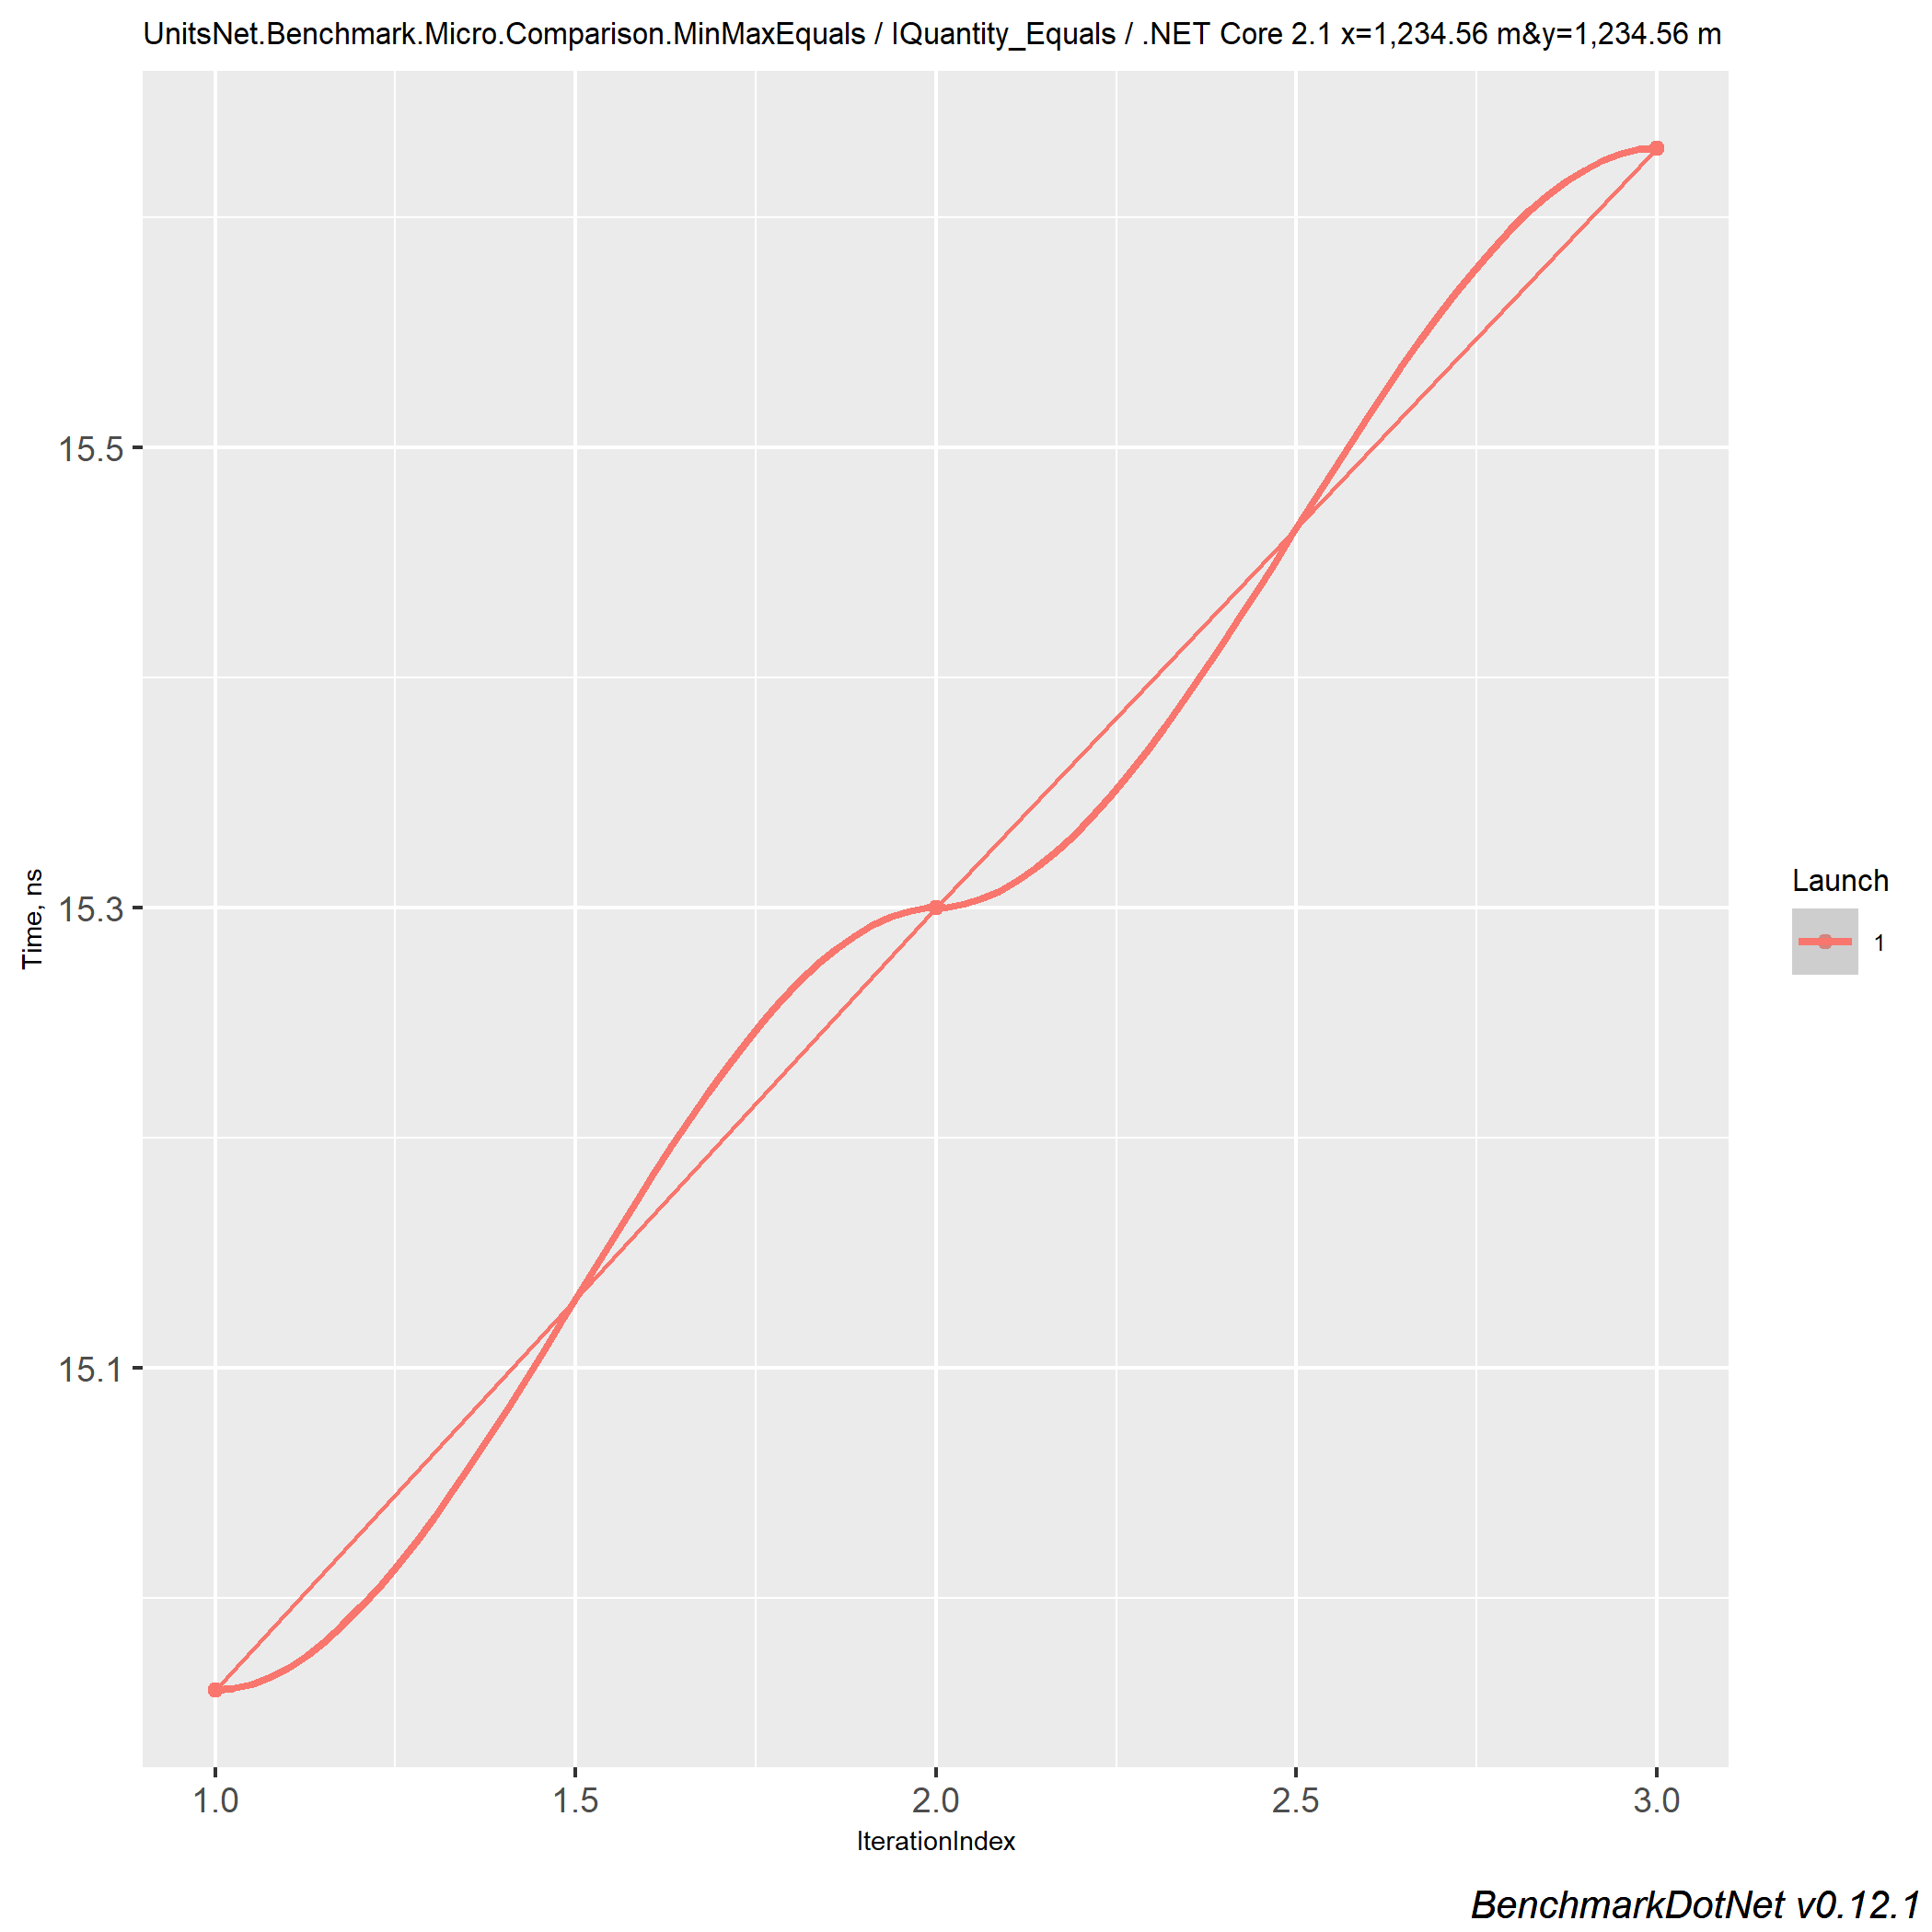 UnitsNet.Benchmark.Micro.Comparison.MinMaxEquals / IQuantity_Equals / .NET Core 2.1 x=1,234.56 m&y=1,234.56 m
15.5
15.3
15.1
Time, ns
1.0 1.5 2.0 2.5 3.0
IterationIndex
Launch
1
BenchmarkDotNet v0.12.1